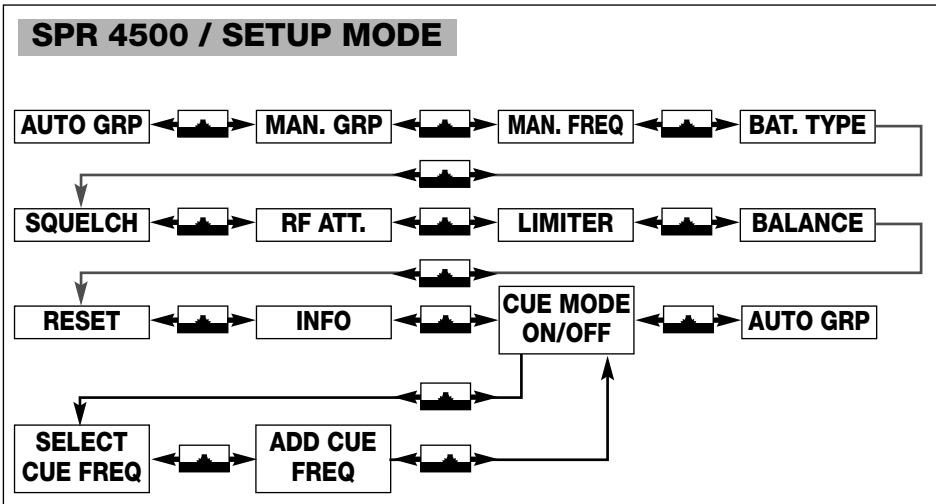 SPR 4500 / SETUP MODE
AUTO GRP
MAN. GRP
MAN. FREQ
BAT. TYPE
SQUELCH
RF ATT.
LIMITER
BALANCE
RESET
INFO
CUE MODE
ON/OFF
AUTO GRP
SELECT
CUE FREQ
ADD CUE
FREQ